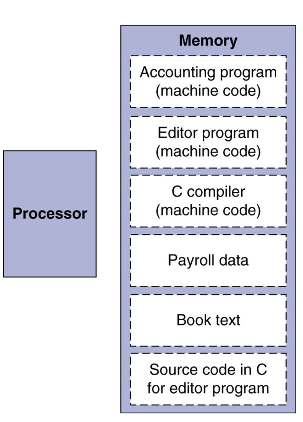 Memory
Accounting program
(machine code)
Editor program
(machine code)
C compiler
(machine code)
Processor
Payroll data
Book text
Source code in C
for editor program